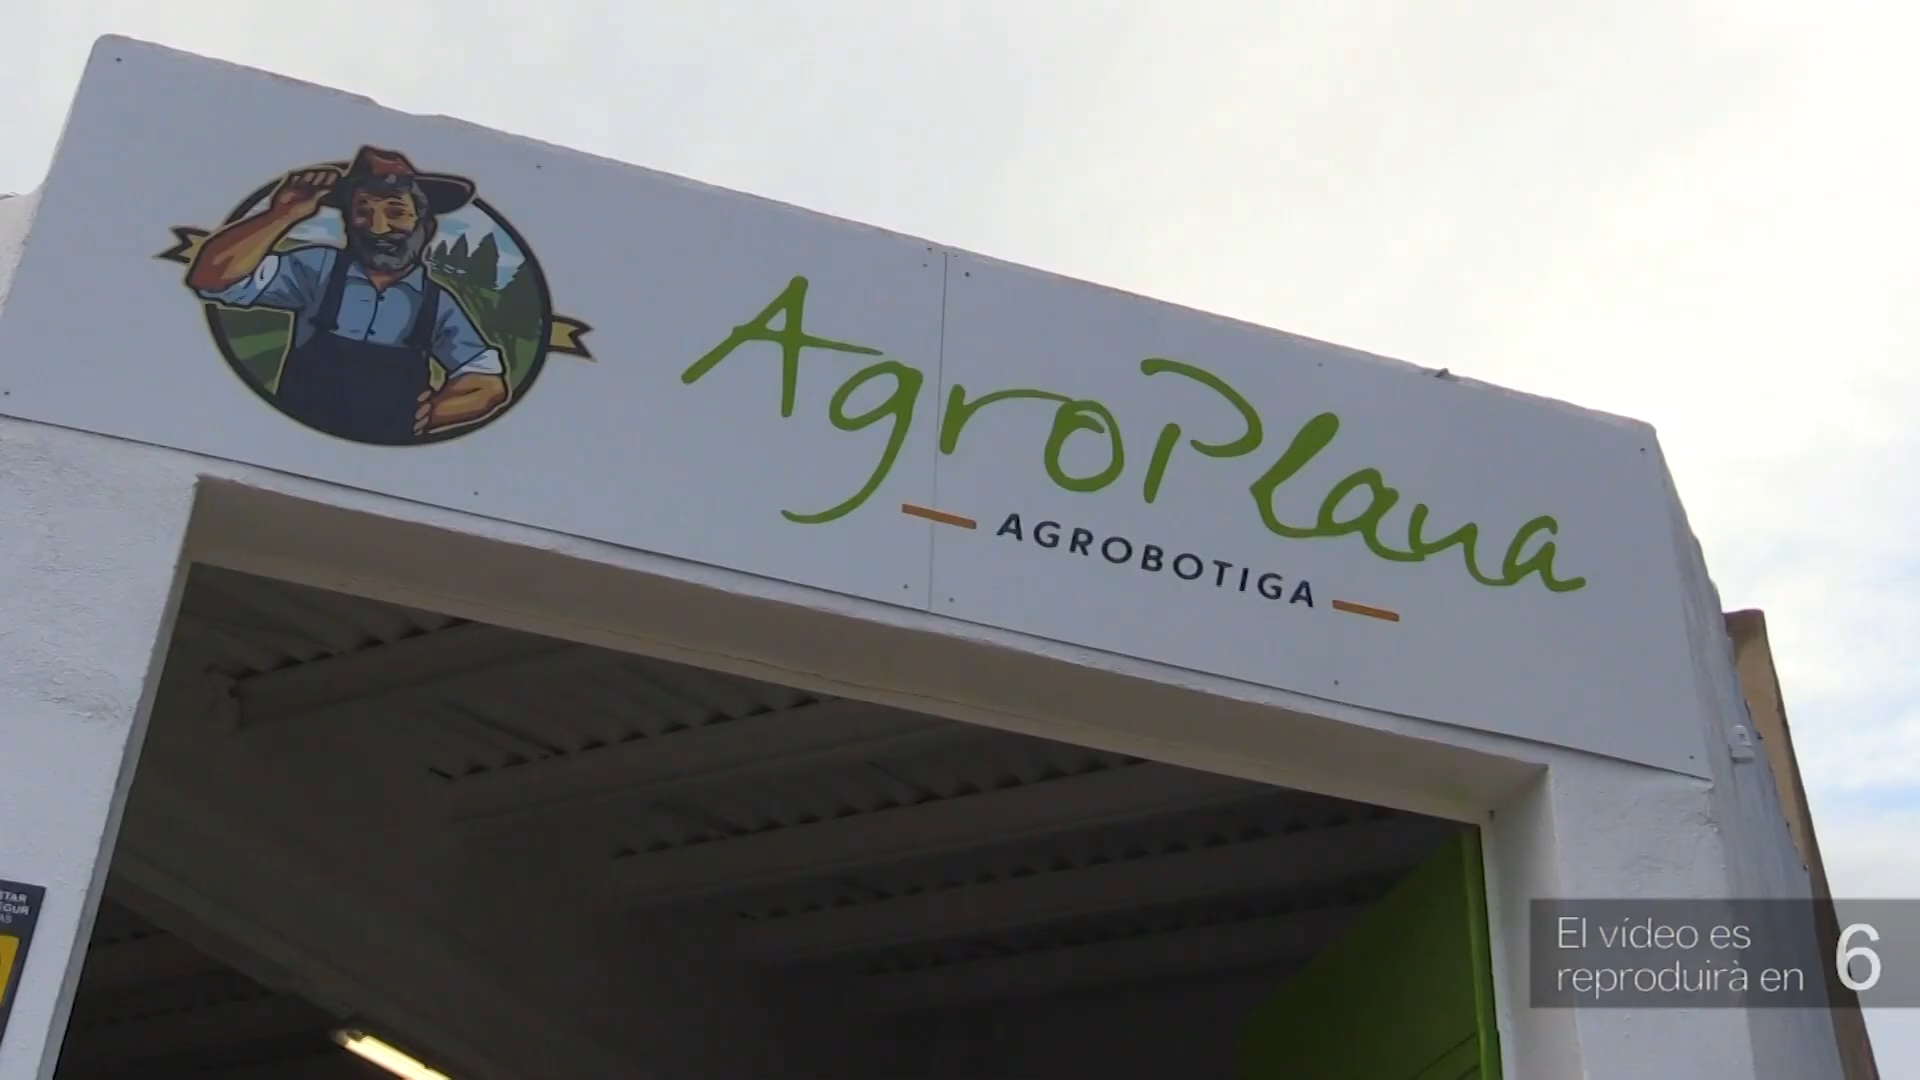 AgroPlana
AGROBOTIGA
El vídeo es
reproduirà en
6